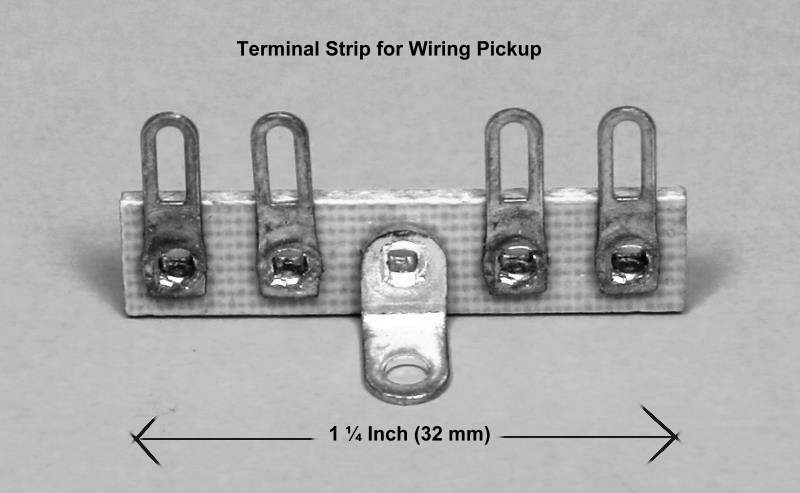 Terminal Strip for Wiring Pickup
1 ¼ Inch (32 mm)